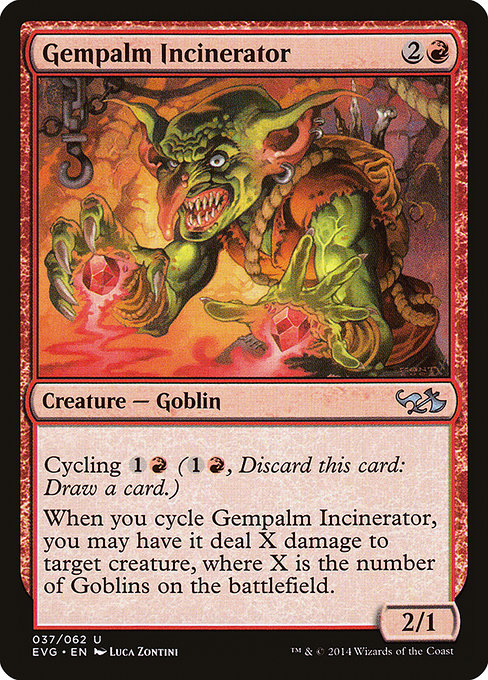 Gempalm Incinerator 2
Creature — Goblin
Cycling 1 (1, Discard this card:
Draw a card.)
When you cycle Gempalm Incinerator,
you may have it deal X damage to
target creature, where X is the number
of Goblins on the battlefield.
2/1
037/062 U
EVG • EN Luca Zontini
™ & © 2014 Wizards of the Coast